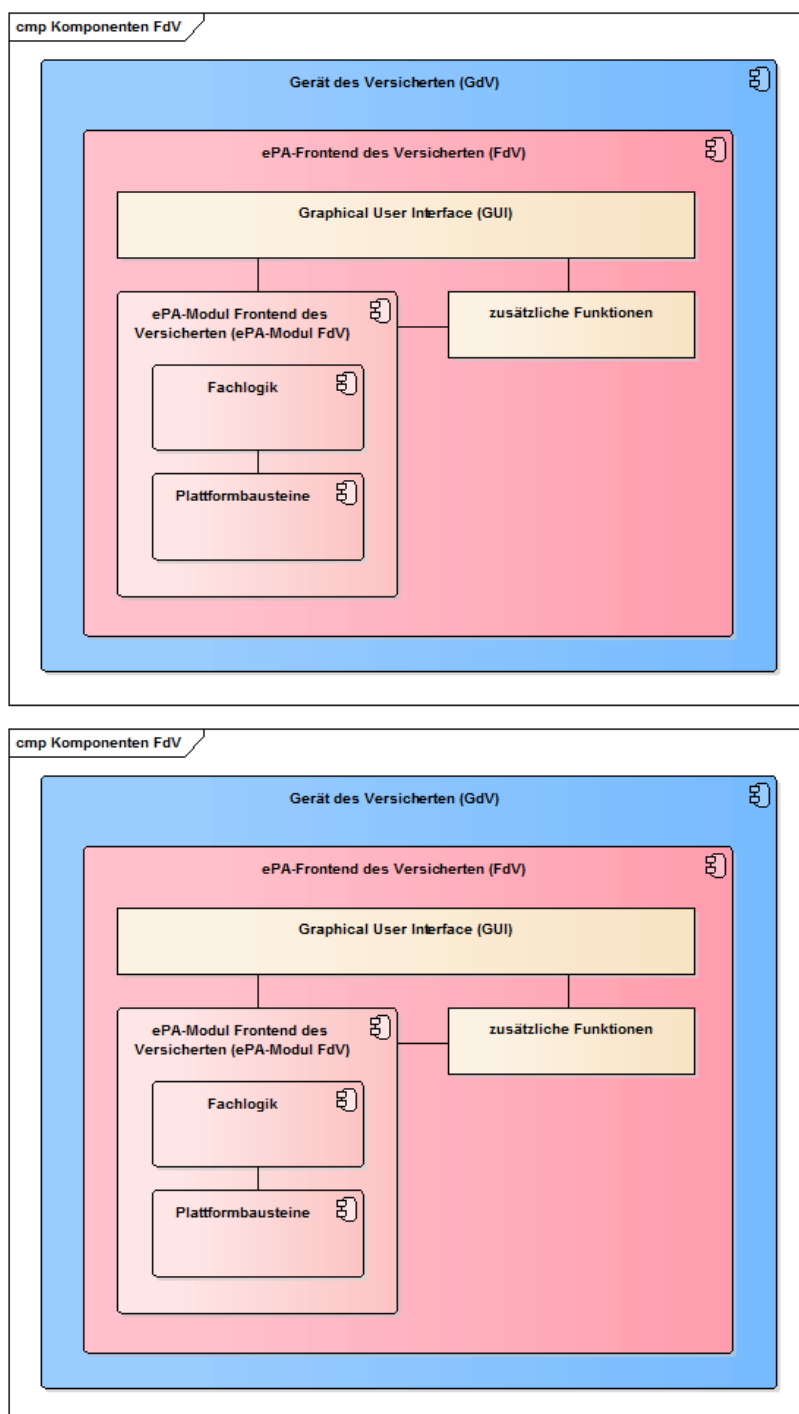 cmp Komponenten FdV
Gerät des Versicherten (GdV)
ePA-Frontend des Versicherten (FdV)
Graphical User Interface (GUI)
ePA-Modul Frontend des
Versicherten (ePA-Modul FdV)
zusätzliche Funktionen
Fachlogik
Plattformbausteine
cmp Komponenten FdV
Gerät des Versicherten (GdV)
ePA-Frontend des Versicherten (FdV)
Graphical User Interface (GUI)
ePA-Modul Frontend des
Versicherten (ePA-Modul FdV)
zusätzliche Funktionen
Fachlogik
Plattformbausteine